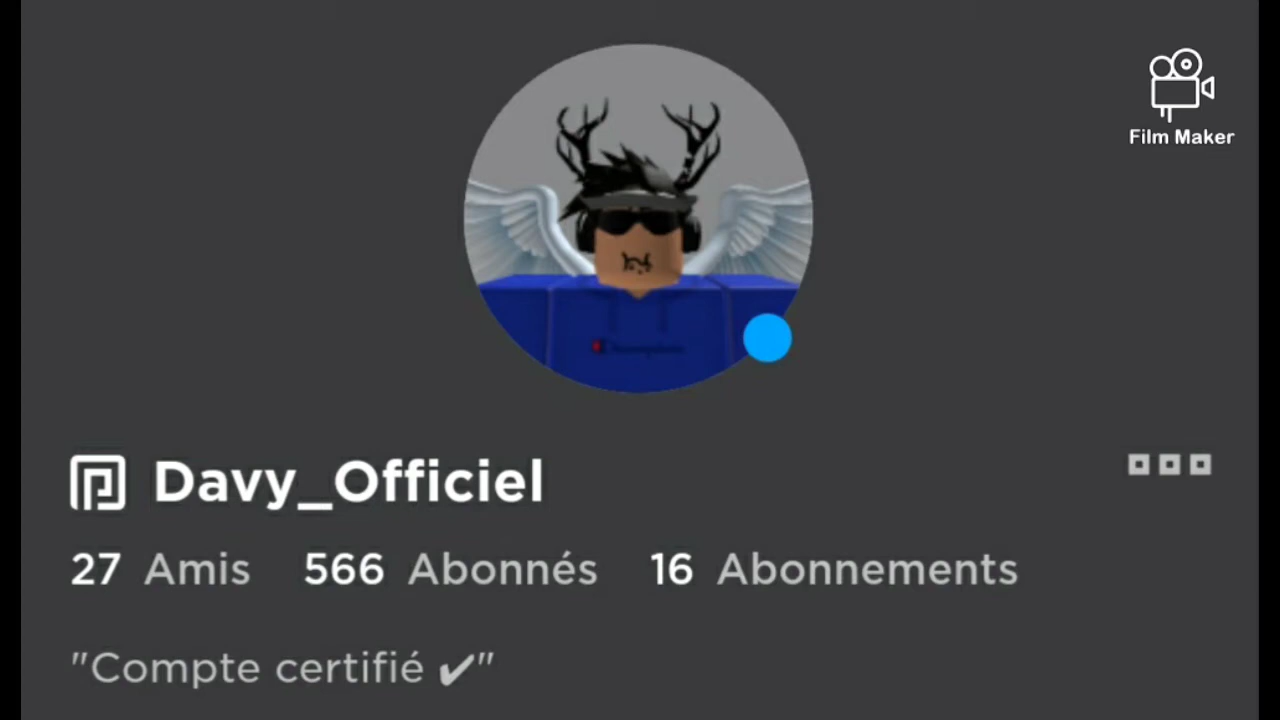 Film Maker
Davy_Officiel
27 Amis 566 Abonnés 16 Abonnements
"Compte certifié ✔"